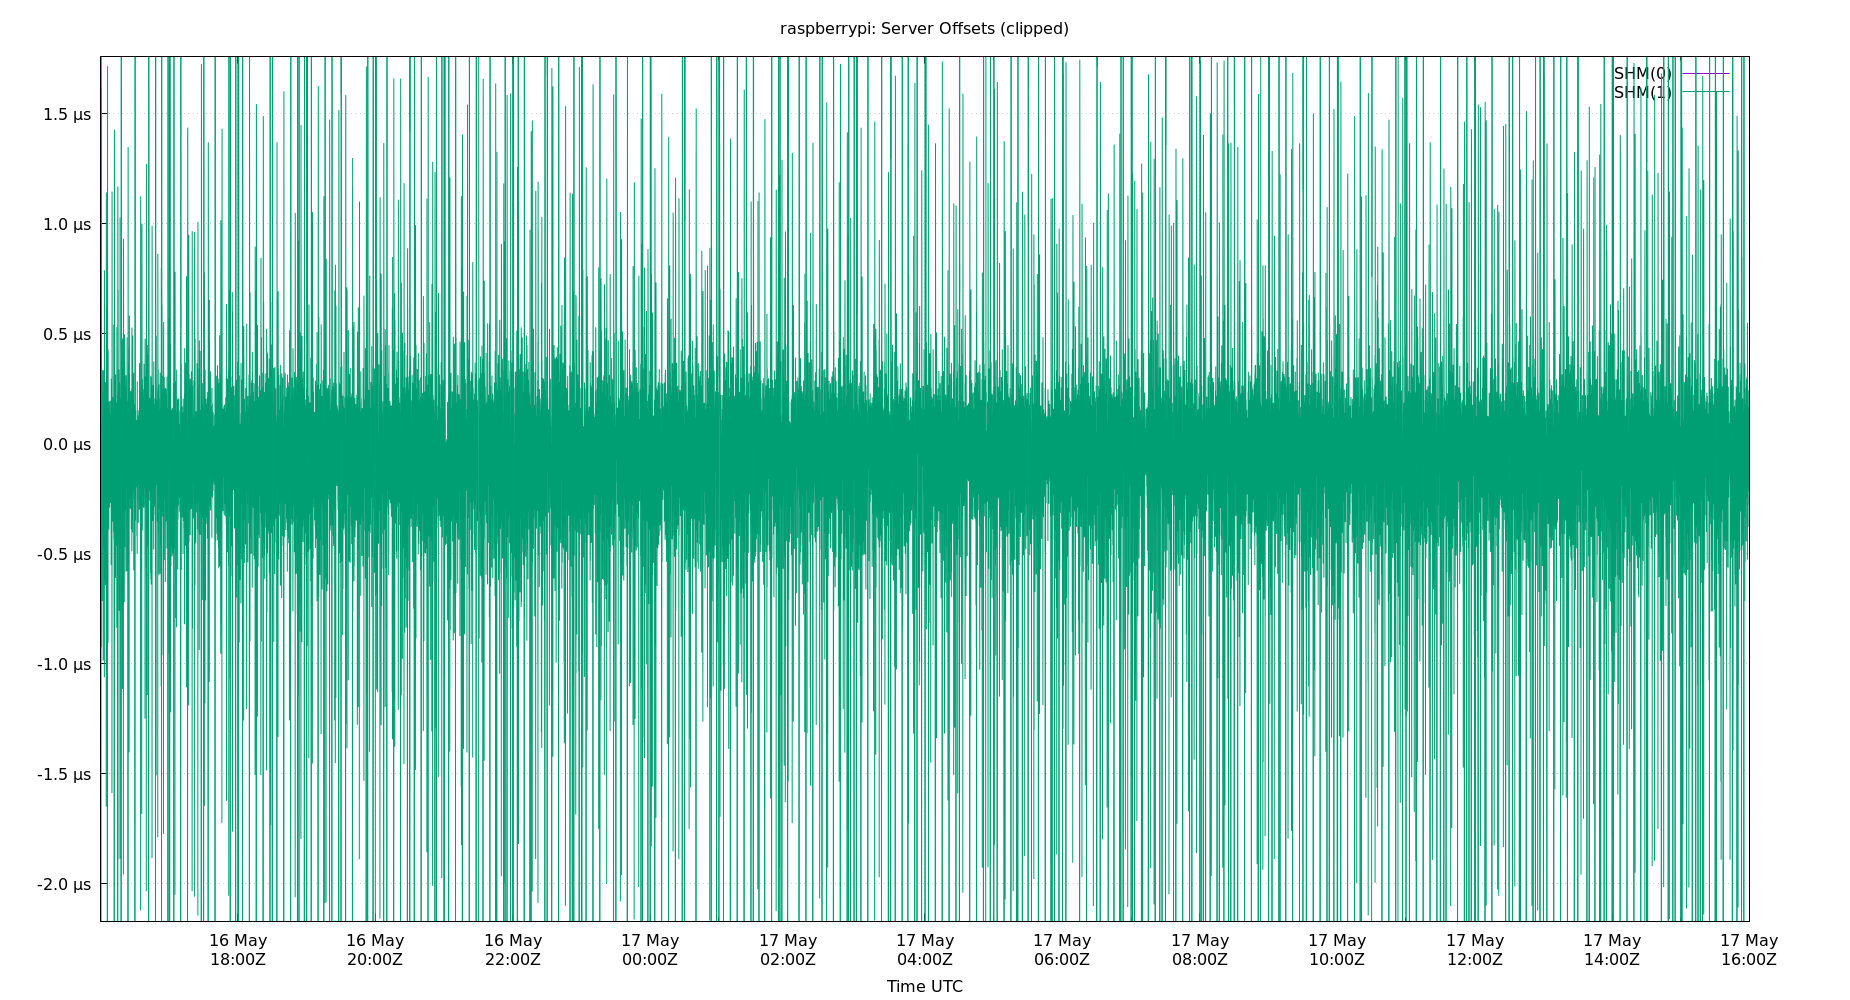 raspberrypi: Server Offsets (clipped)
SHM(0)
SHM(1)
1.5 µs
1.0 µs
0.5 µs
0.0 µs
-0.5 µs
-1.0 µs
-1.5 µs
-2.0 µs
16 May 16 May 16 May 17 May 17 May 17 May 17 May 17 May 17 May 17 May 17 May 17 May
18:00Z 20:00Z 22:00Z 00:00Z 02:00Z 04:00Z 06:00Z 08:00Z 10:00Z 12:00Z 14:00Z 16:00Z
Time UTC